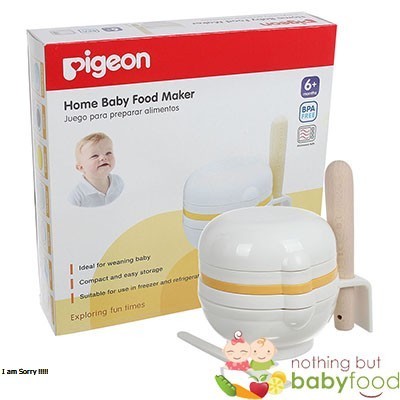 pigeon
Home Baby Food Maker
Juego para preparar alimentos
6+
months
BPA
FREE
Ideal for weaning baby
Compact and easy storage
Suitable for use in freezer and refrigerat
Exploring fun times
I am Sorry !!!!!
nothing but
babyfood